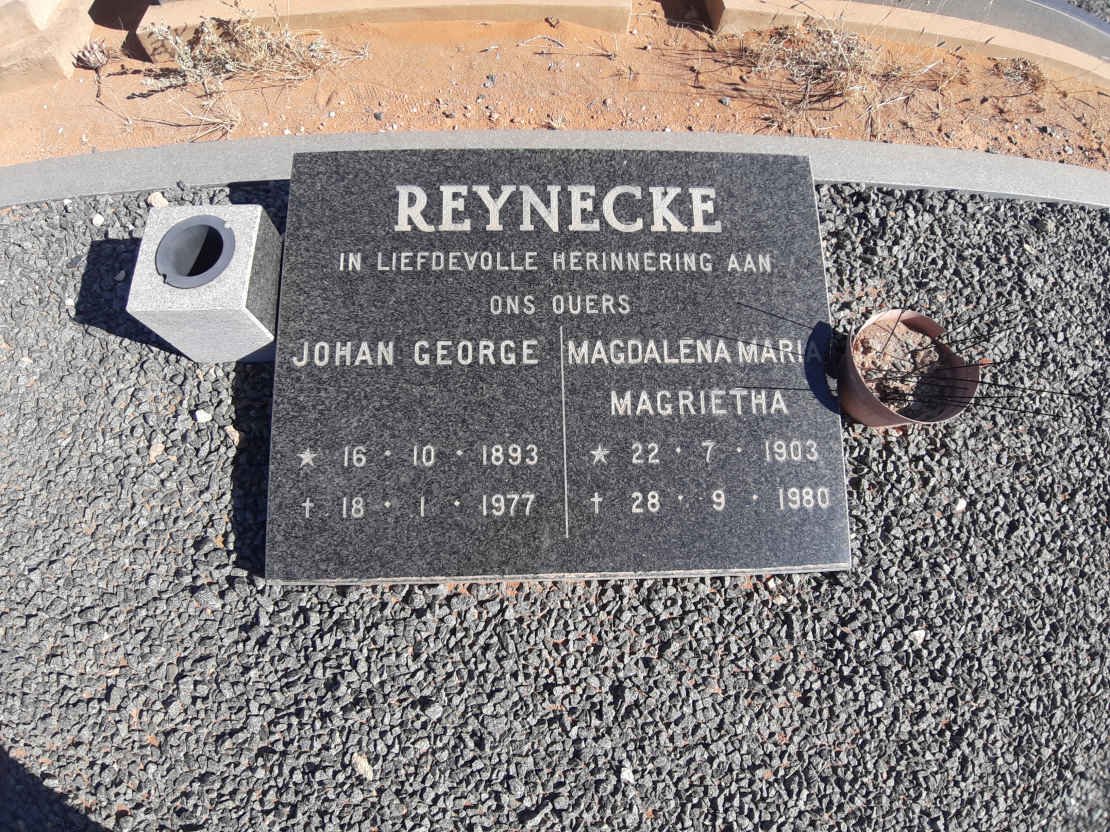 REYNECKE
IN LIEFDEVOLLE HERINNERING AAN
ONS OUERS
JOHAN GEORGE
★ 16 · 10 · 1893
† 18 · 1 · 1977
MAGDALENA MARIA
MAGRIETHA
★ 22 · 7 · 1903
† 28 · 9 · 1980